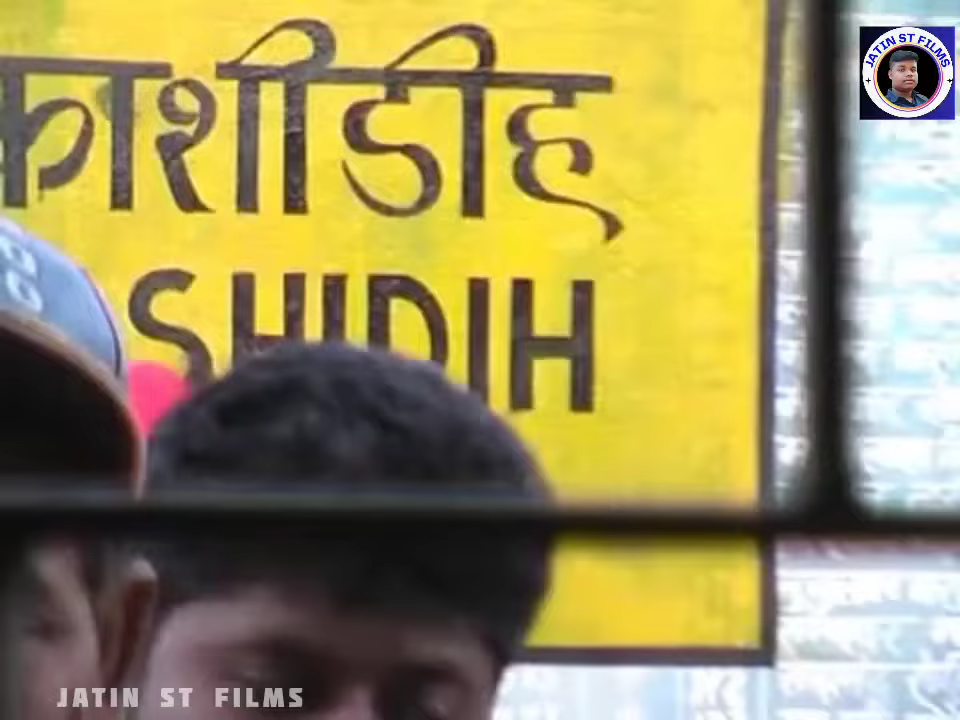 काशीडीह
SHIDIH
JATIN ST FILMS
JATIN ST FILMS